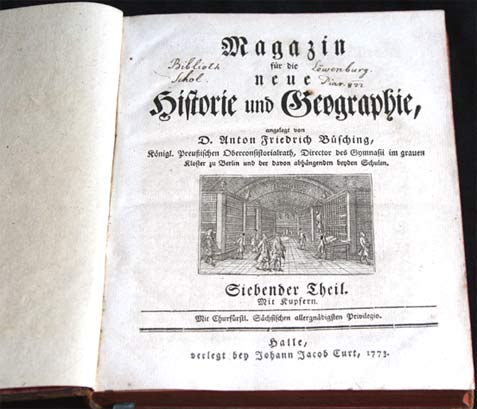 Magazin
für die
neue
Historie und Geographie,
angelegt von
D. Anton Friedrich Büsching,
Königl. Preußischen Oberconsistorialrath, Director des Gymnasii im grauen
Kloster zu Berlin und der davon abhängenden beyden Schulen.
Biblioth.
Schol.
Löwenburg.
Siebender Theil.
Mit Kupfern.
Mit Churfürstl. Sächsischen allergnädigsten Privilegio.
Halle,
verlegt bey Johann Jacob Curt, 1773.